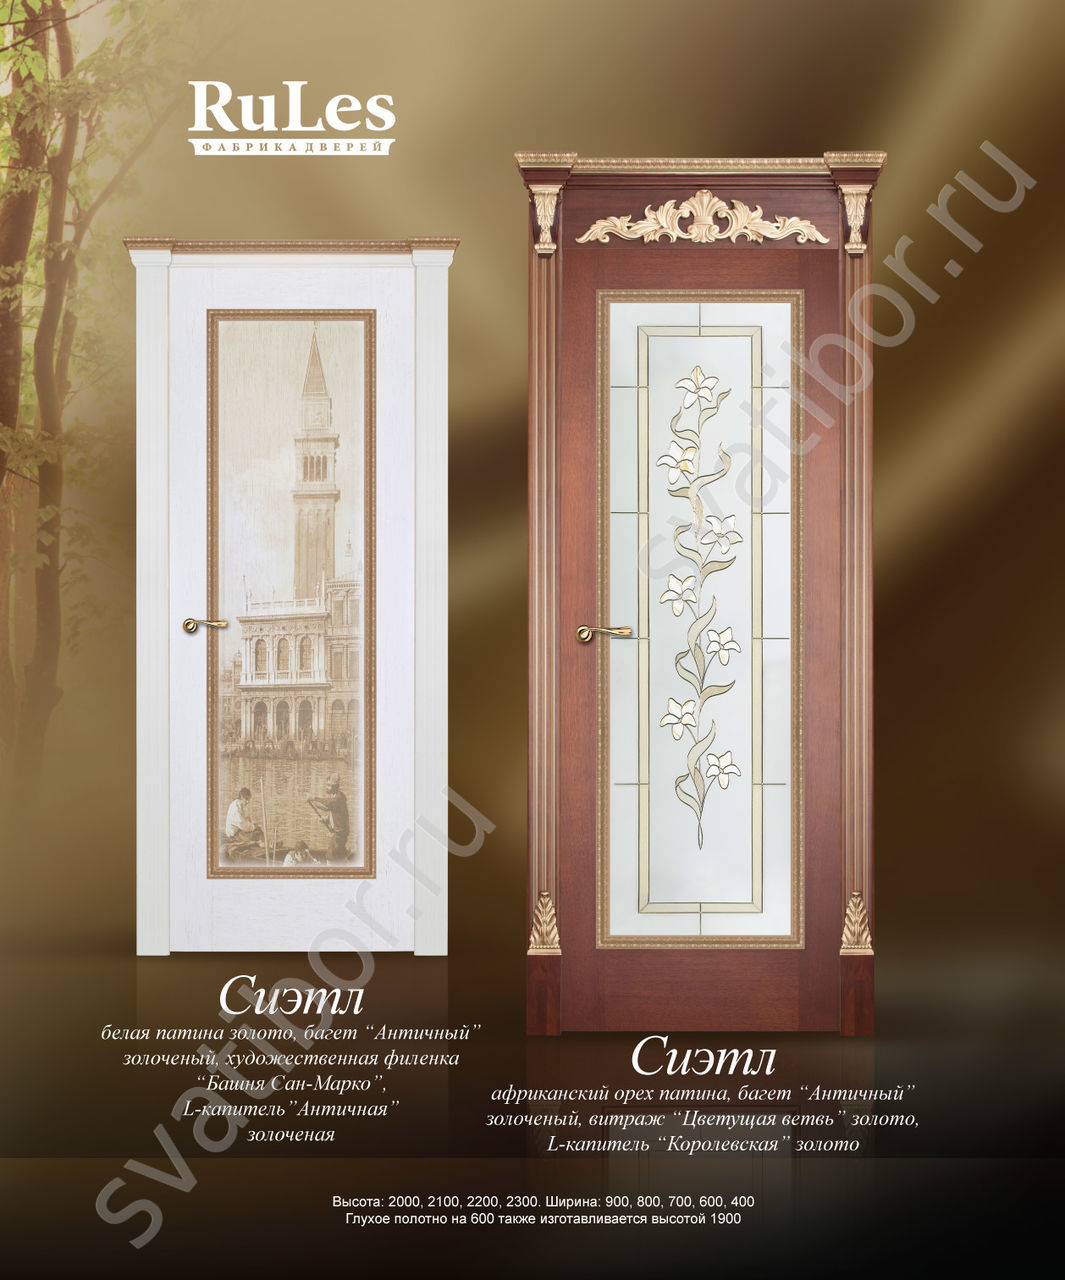 RuLes
ФАБРИКА ДВЕРЕЙ
svatibor.ru
svatibor.ru
Сиэтл
белая патина золото, багет “Античный”
золоченый, художественная филенка
“Башня Сан-Марко”,
L-капитель”Античная”
золоченая
Сиэтл
африканский орех патина, багет “Античный”
золоченый, витраж “Цветущая ветвь” золото,
L-капитель “Королевская” золото
Высота: 2000, 2100, 2200, 2300. Ширина: 900, 800, 700, 600, 400
Глухое полотно на 600 также изготавливается высотой 1900